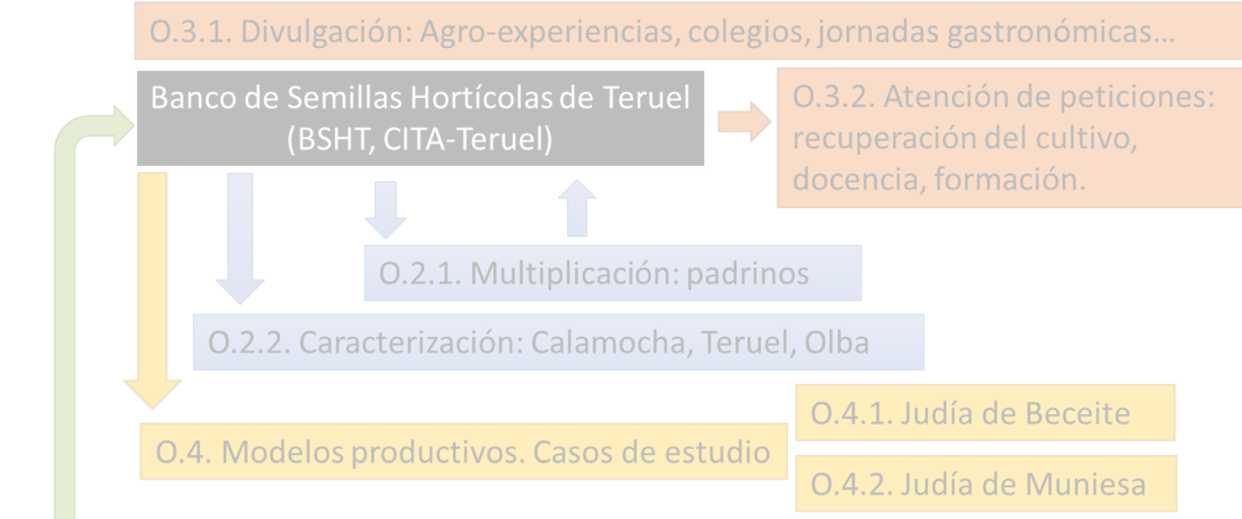 O.3.1. Divulgación: Agro-experiencias, colegios, jornadas gastronómicas...
Banco de Semillas Hortícolas de Teruel
(BSHT, CITA-Teruel)
O.3.2. Atención de peticiones:
recuperación del cultivo,
docencia, formación.
O.2.1. Multiplicación: padrinos
O.2.2. Caracterización: Calamocha, Teruel, Olba
O.4. Modelos productivos. Casos de estudio
O.4.1. Judía de Beceite
O.4.2. Judía de Muniesa